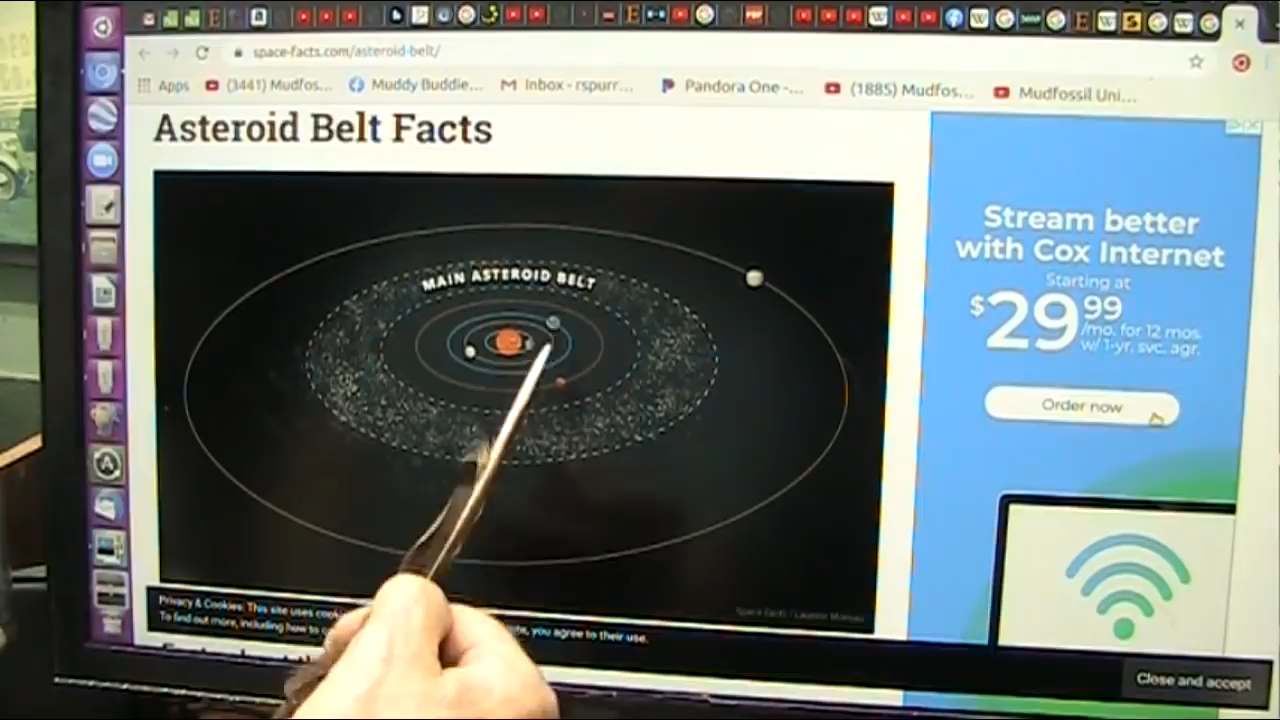 space-facts.com/asteroid-belt/
Apps (3441) Mudfos... Muddy Buddie... Inbox - rspurr... Pandora One -... (1885) Mudfos... Mudfossil Uni...
Asteroid Belt Facts
MAIN ASTEROID BELT
Stream better
with Cox Internet
Starting at
$29.99
/mo. for 12 mos.
w/ 1-yr. svc. agr.
Order now
Privacy & Cookies: This site uses cooki
To find out more, including how to c , you agree to their use.
Close and accept